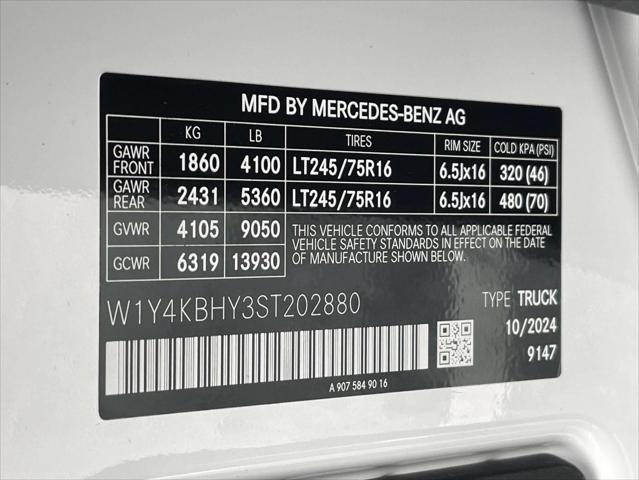 MFD BY MERCEDES-BENZ AG
KG LB TIRES RIM SIZE COLD KPA (PSI)
GAWR FRONT 1860 4100 LT245/75R16 6.5Jx16 320 (46)
GAWR REAR 2431 5360 LT245/75R16 6.5Jx16 480 (70)
GVWR 4105 9050
GCWR 6319 13930
THIS VEHICLE CONFORMS TO ALL APPLICABLE FEDERAL
VEHICLE SAFETY STANDARDS IN EFFECT ON THE DATE
OF MANUFACTURE SHOWN BELOW.
W1Y4KBHY3ST202880
TYPE TRUCK
10/2024
9147
A 907 584 90 16